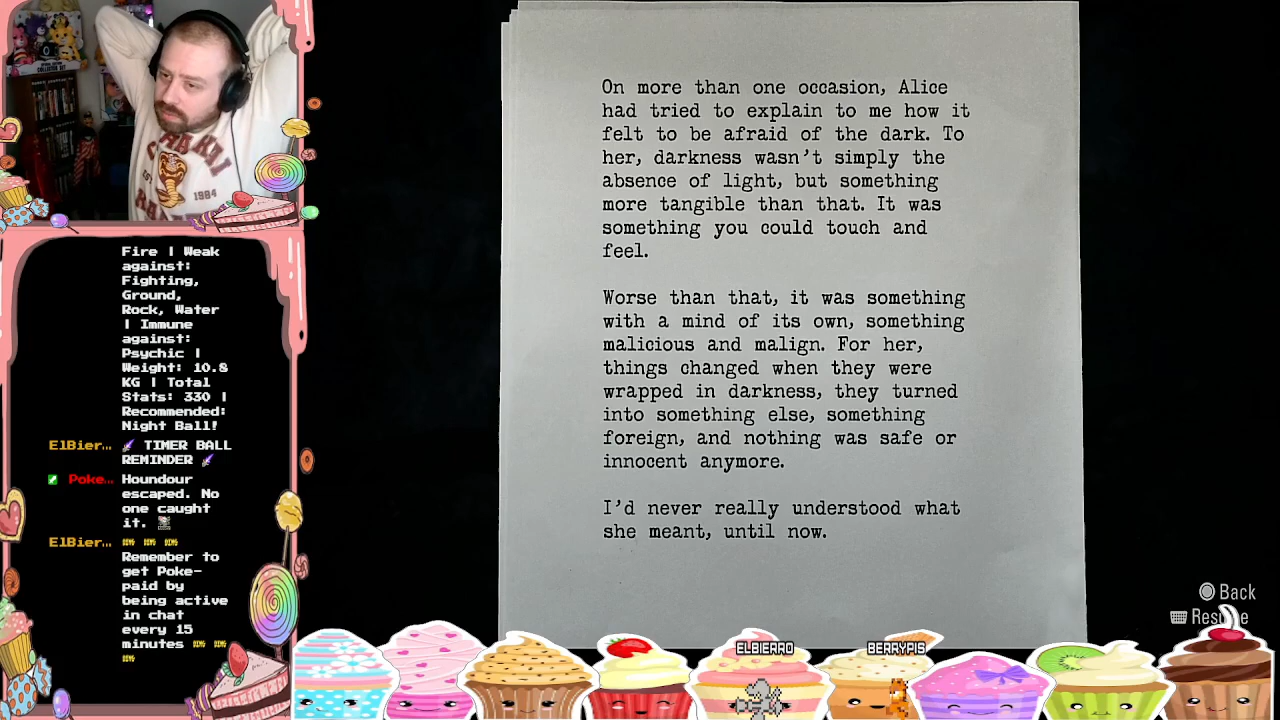 On more than one occasion, Alice
had tried to explain to me how it
felt to be afraid of the dark. To
her, darkness wasn't simply the
absence of light, but something
more tangible than that. It was
something you could touch and
feel.
Worse than that, it was something
with a mind of its own, something
malicious and malign. For her,
things changed when they were
wrapped in darkness, they turned
into something else, something
foreign, and nothing was safe or
innocent anymore.
I'd never really understood what
she meant, until now.
Back
1984
Fire | Weak
against:
Fighting,
Ground,
Rock, Water
| Immune
against:
Psychic |
Weight: 10.8
KG | Total
Stats: 330 |
Recommended:
Night Ball!
ElBier... TIMER BALL
REMINDER
Poke... Houndour
escaped. No
one caught
it.
ElBier...
Remember to
get Poke-
paid by
being active
in chat
every 15
minutes
ELBIERRO
BERRYPIS